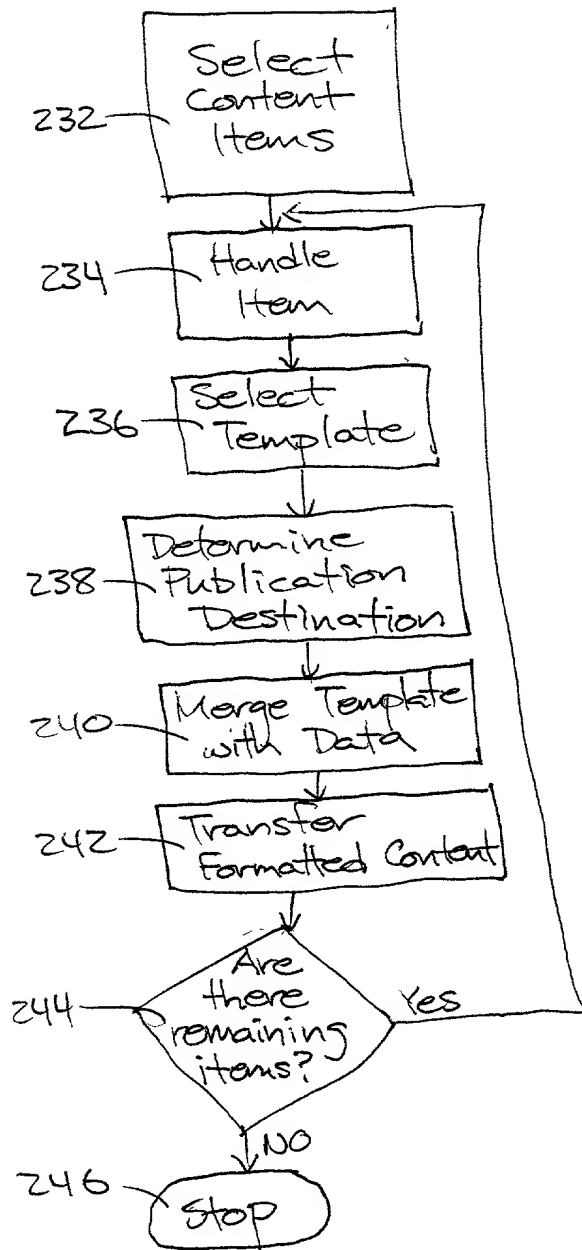 Select
Content
Items
232
Handle
Item
234
Select
Template
236
Determine
Publication
Destination
238
Merge Template
with Data
240
Transfer
Formatted Content
242
Are
there
remaining
items?
244
Yes
NO
Stop
246